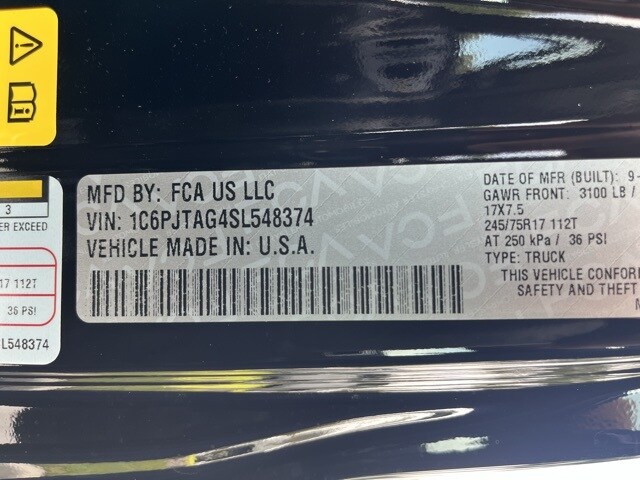 3
ER EXCEED
17 112T
35 PSI
L548374
MFD BY: FCA US LLC
VIN: 1C6PJTAG4SL548374
VEHICLE MADE IN: U.S.A.
DATE OF MFR (BUILT): 9-
GAWR FRONT: 3100 LB /
17X7.5
245/75R17 112T
AT 250 kPa / 36 PSI
TYPE: TRUCK
THIS VEHICLE CONFOR
SAFETY AND THEFT